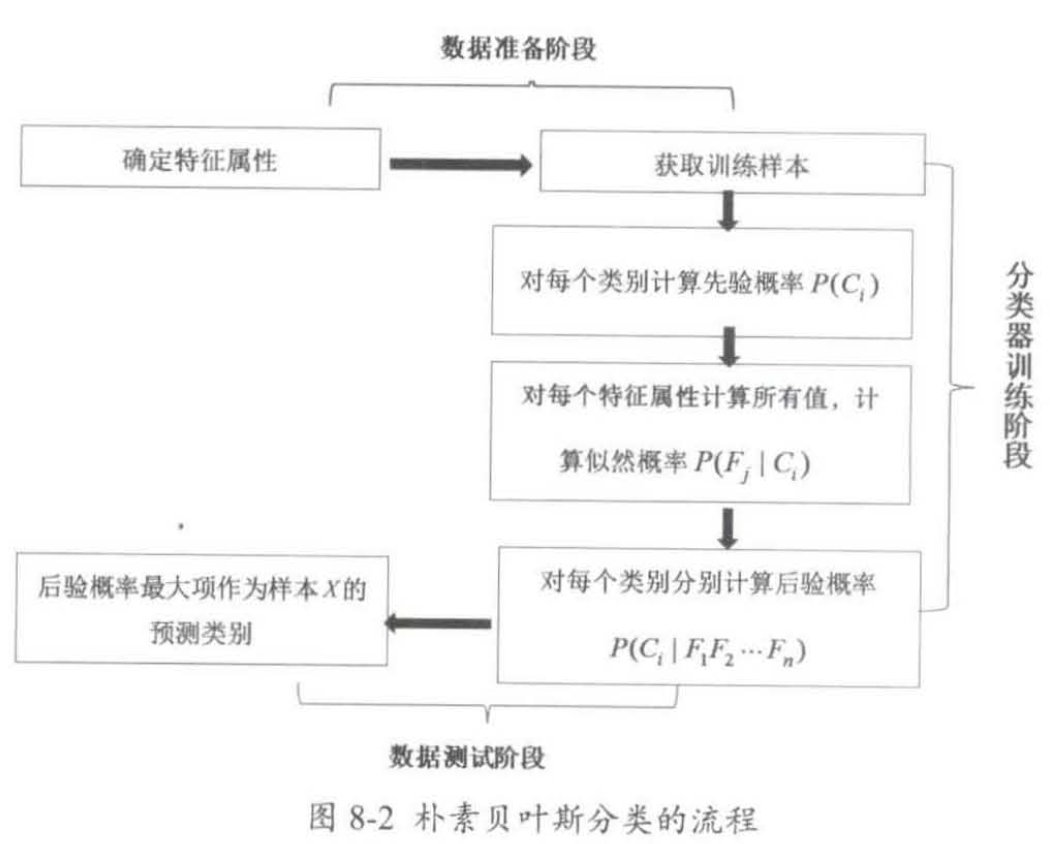 数据准备阶段
确定特征属性
获取训练样本
对每个类别计算先验概率 P(C_i)
对每个特征属性计算所有值，计
算似然概率 P(F_j | C_i)
分类器训练阶段
对每个类别分别计算后验概率
P(C_i | F_1F_2⋯F_n)
后验概率最大项作为样本X的
预测类别
数据测试阶段
图 8-2 朴素贝叶斯分类的流程